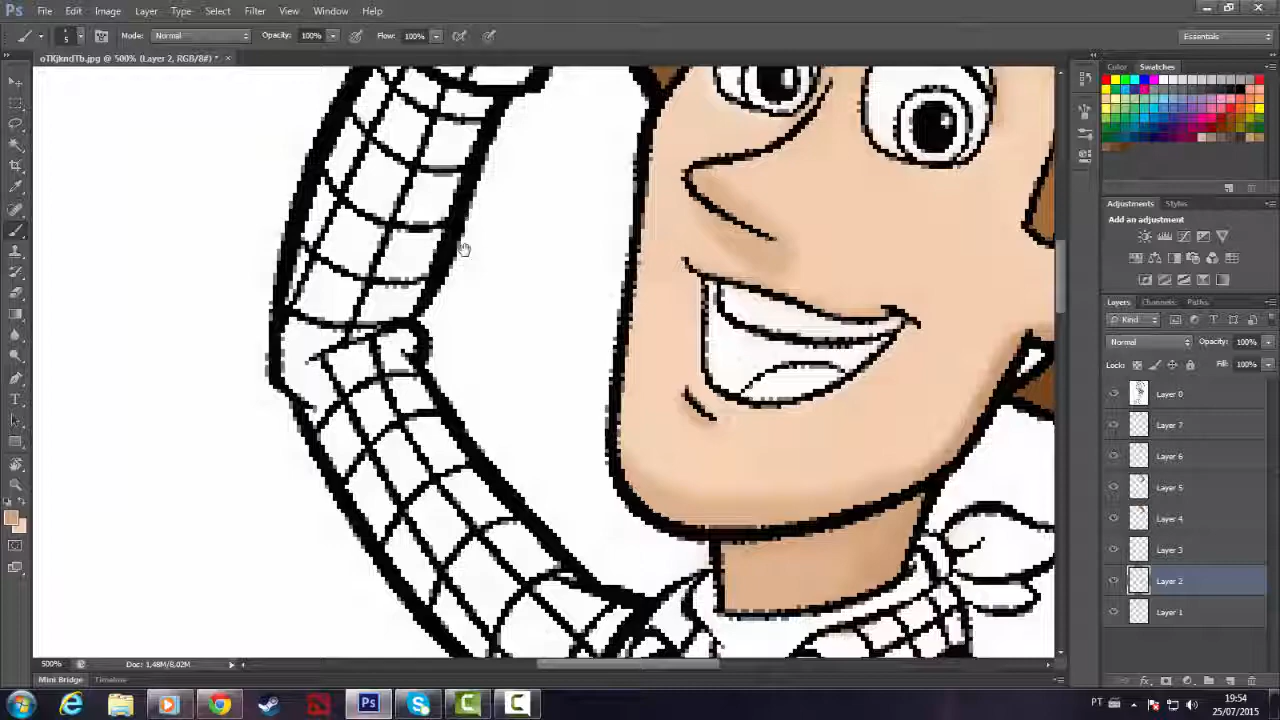 Ps File Edit Image Layer Type Select Filter View Window Help
5 Mode: Normal Opacity: 100% Flow: 100% Essentials
oTKjkndTb.jpg @ 500% (Layer 2, RGB/8#) * ×
Color Swatches
Adjustments Styles
Add an adjustment
Layers Channels Paths
Kind
Normal Opacity: 100%
Lock: Fill: 100%
Layer 0
Layer 7
Layer 6
Layer 5
Layer 4
Layer 3
Layer 2
Layer 1
500% Doc: 1,48M/8,02M
Mini Bridge Timeline
PT 19:54
25/07/2015